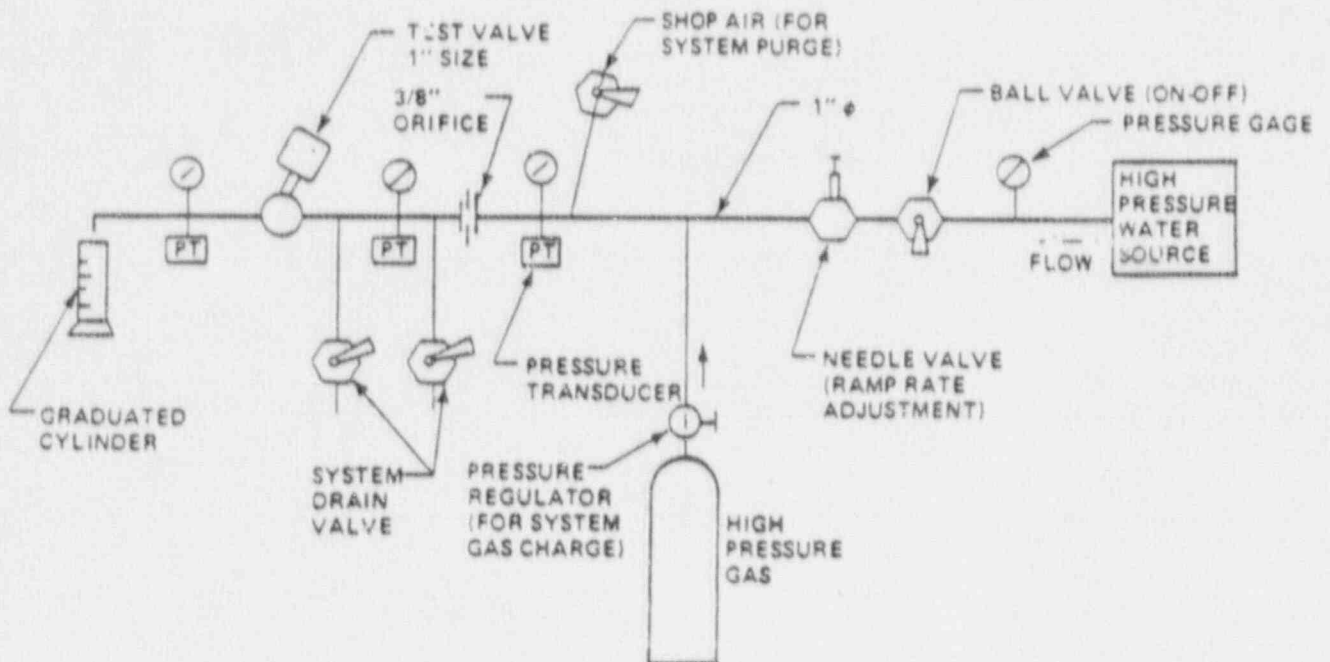 TEST VALVE
1" SIZE
3/8"
ORIFICE
SHOP AIR (FOR
SYSTEM PURGE)
1" ϕ
BALL VALVE (ON-OFF)
PRESSURE GAGE
HIGH
PRESSURE
WATER
SOURCE
FLOW
PT
PT
PT
GRADUATED
CYLINDER
SYSTEM
DRAIN
VALVE
PRESSURE
TRANSDUCER
PRESSURE
REGULATOR
(FOR SYSTEM
GAS CHARGE)
HIGH
PRESSURE
GAS
NEEDLE VALVE
(RAMP RATE
ADJUSTMENT)